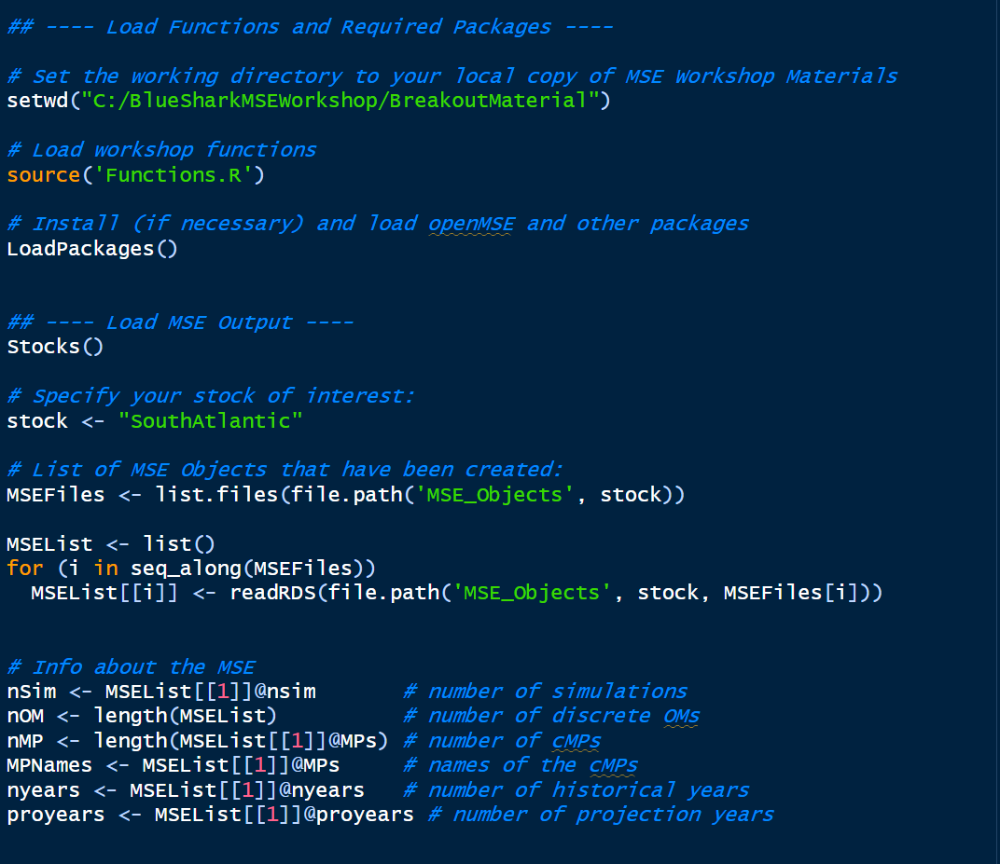 ## ---- Load Functions and Required Packages ----
# Set the working directory to your local copy of MSE Workshop Materials
setwd("C:/BlueSharkMSEWorkshop/BreakoutMaterial")
# Load workshop functions
source('Functions.R')
# Install (if necessary) and load openMSE and other packages
LoadPackages()
## ---- Load MSE Output ----
Stocks()
# Specify your stock of interest:
stock <- "SouthAtlantic"
# List of MSE Objects that have been created:
MSEFiles <- list.files(file.path('MSE_Objects', stock))
MSEList <- list()
for (i in seq_along(MSEFiles))
  MSEList[[i]] <- readRDS(file.path('MSE_Objects', stock, MSEFiles[i]))
# Info about the MSE
nSim <- MSEList[[1]]@nsim       # number of simulations
nOM <- length(MSEList)          # number of discrete OMs
nMP <- length(MSEList[[1]]@MPs) # number of cMPs
MPNames <- MSEList[[1]]@MPs     # names of the cMPs
nyears <- MSEList[[1]]@nyears   # number of historical years
proyears <- MSEList[[1]]@proyears # number of projection years